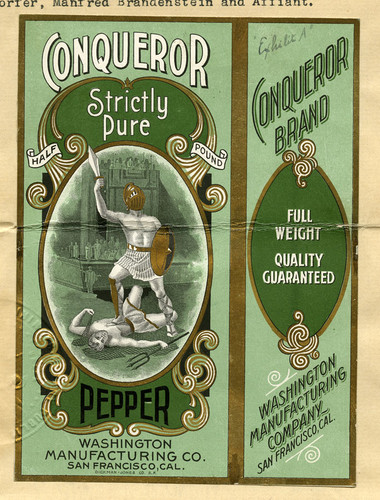 orfer, Manfred Brandenstein and Affiant.
CONQUEROR
Strictly
Pure
HALF
POUND
PEPPER
WASHINGTON
MANUFACTURING CO.
SAN FRANCISCO, CAL.
"Exhibit A"
CONQUEROR
BRAND
FULL
WEIGHT
QUALITY
GUARANTEED
WASHINGTON
MANUFACTURING
COMPANY
SAN FRANCISCO, CAL.